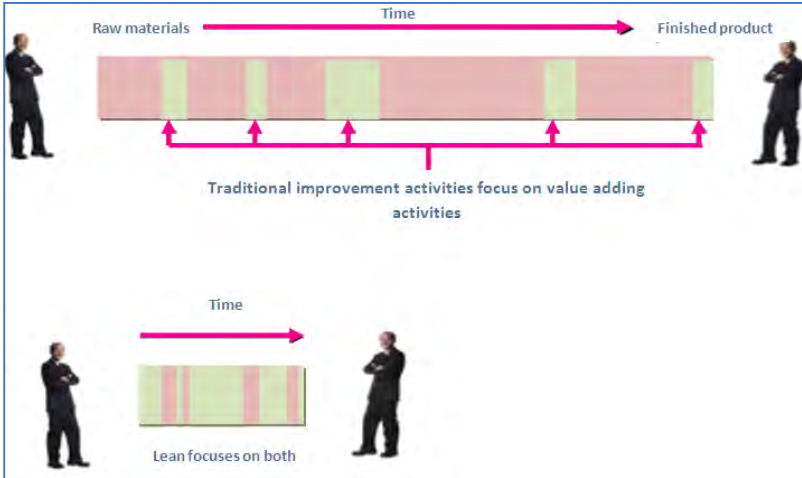 Time
Raw materials
Finished product
Traditional improvement activities focus on value adding
activities
Time
Lean focuses on both